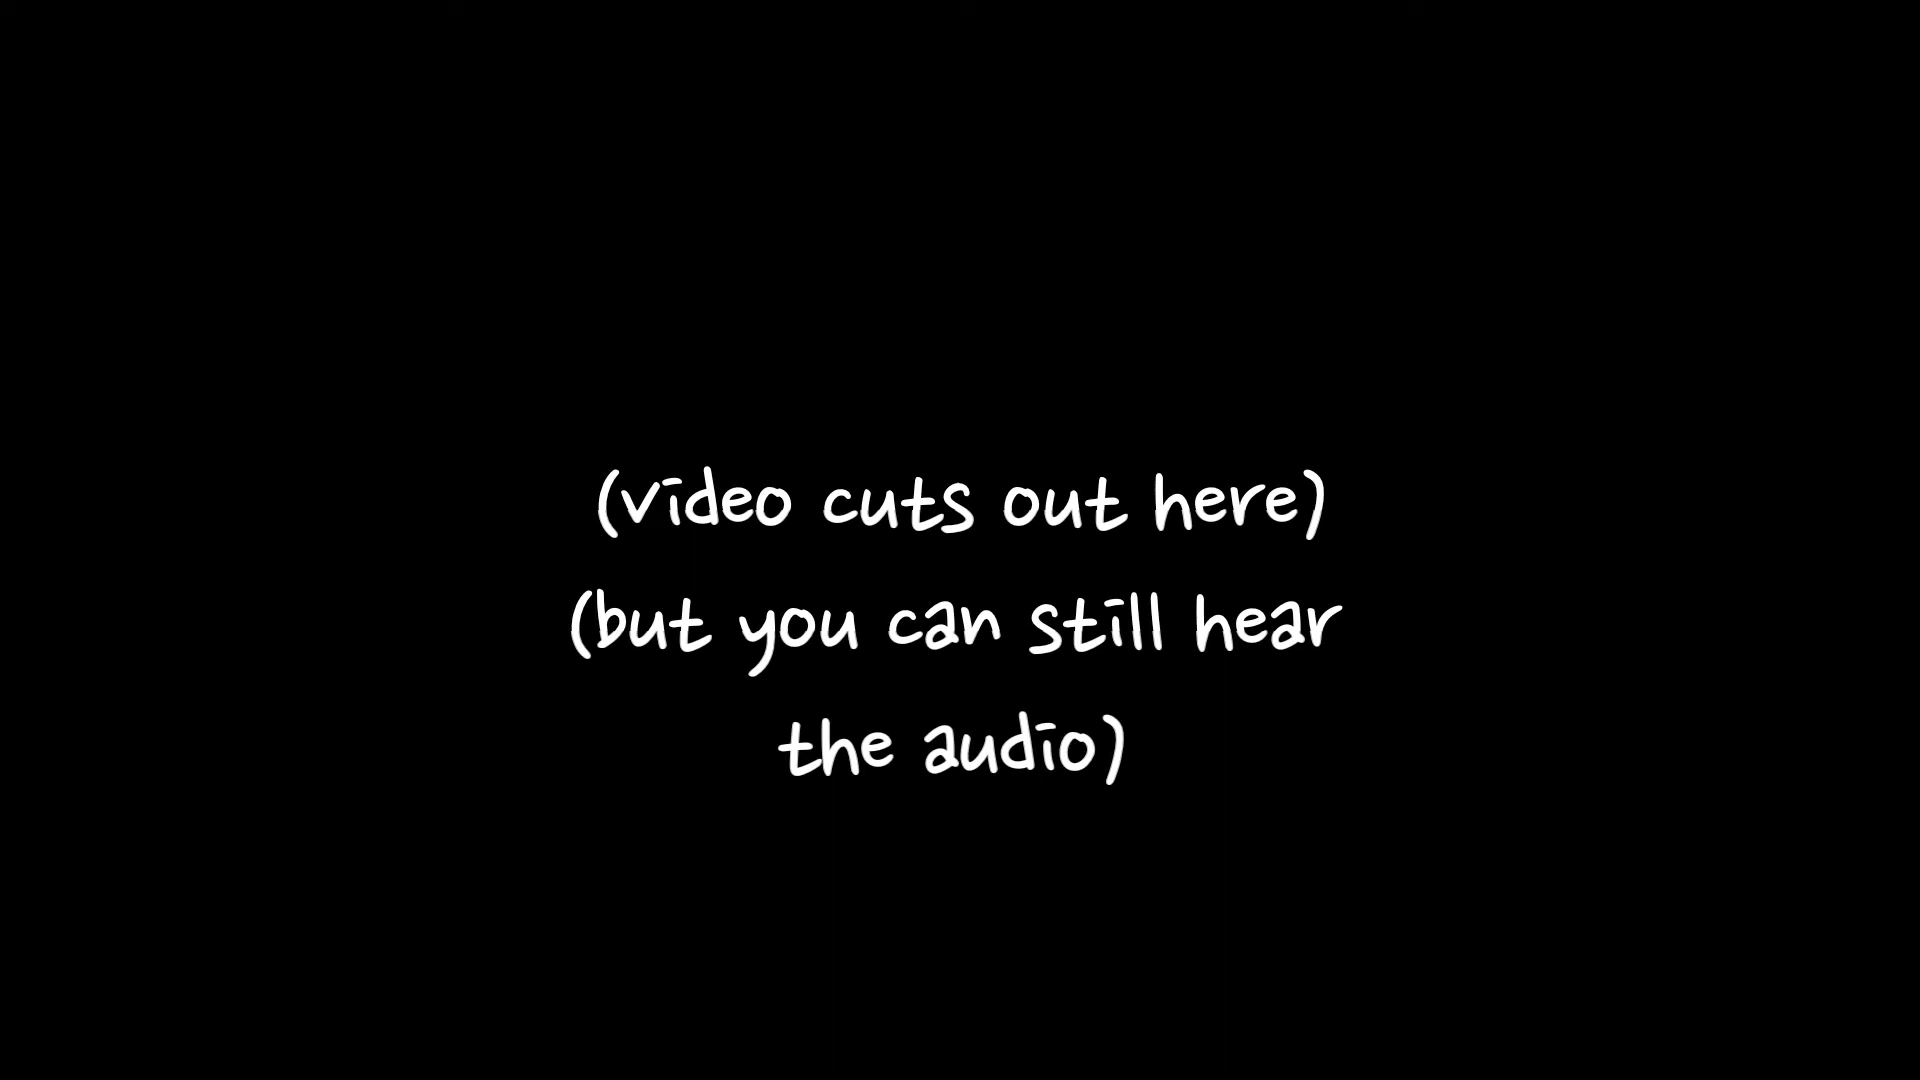 (video cuts out here)
(but you can still hear
the audio)